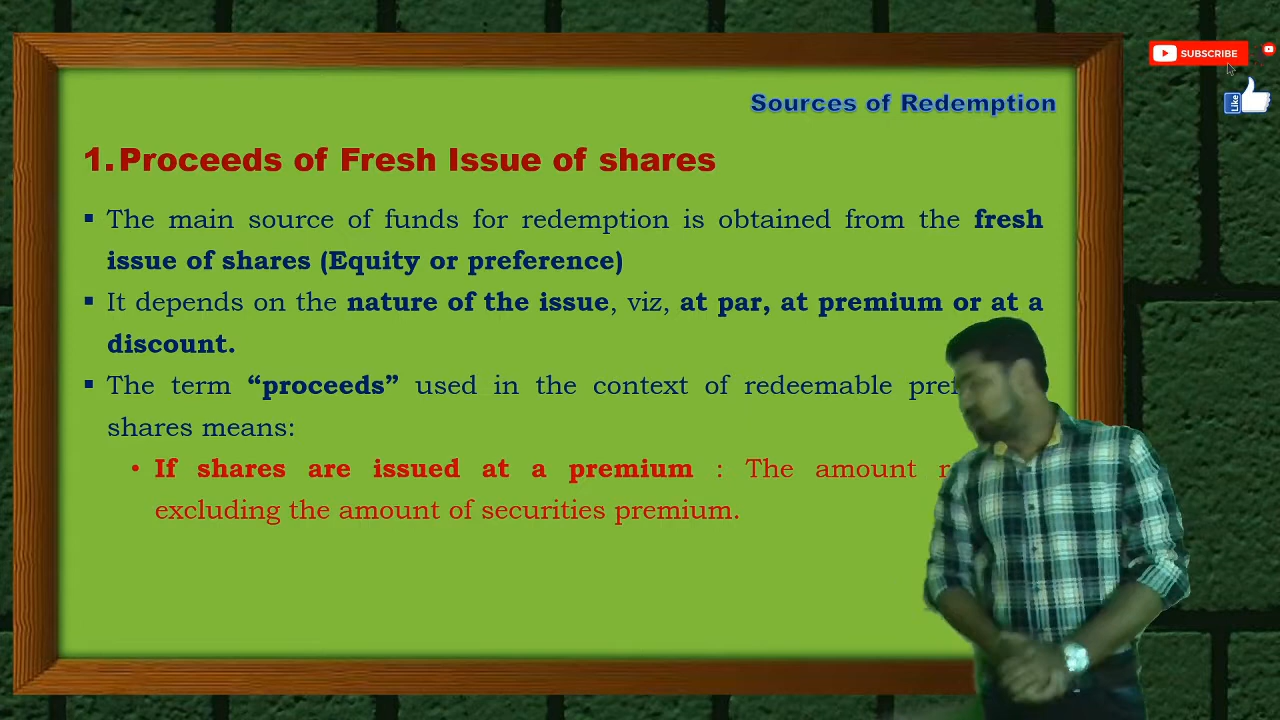 SUBSCRIBE
Like
Sources of Redemption
1. Proceeds of Fresh Issue of shares
▪ The main source of funds for redemption is obtained from the fresh
issue of shares (Equity or preference)
▪ It depends on the nature of the issue, viz, at par, at premium or at a
discount.
▪ The term “proceeds” used in the context of redeemable
shares means:
• If shares are issued at a premium : The amount
excluding the amount of securities premium.